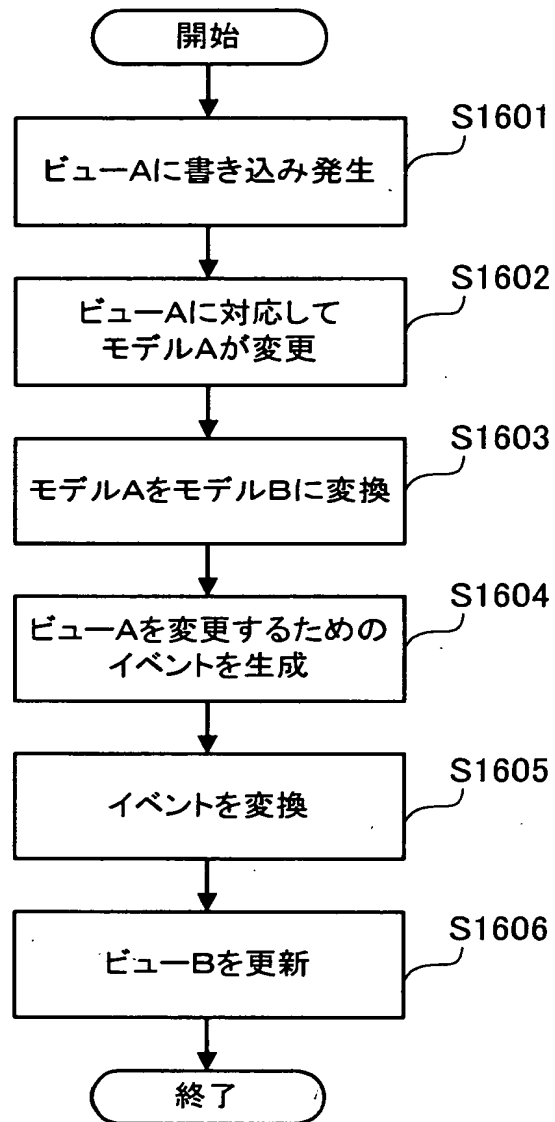 開始
S1601
ビューAに書き込み発生
S1602
ビューAに対応して
モデルAが変更
S1603
モデルAをモデルBに変換
S1604
ビューAを変更するための
イベントを生成
S1605
イベントを変換
S1606
ビューBを更新
終了